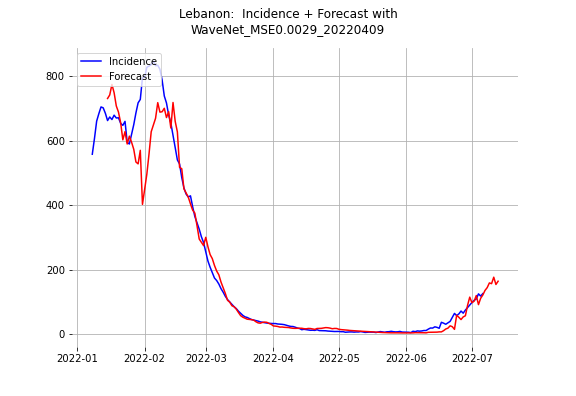 Lebanon:  Incidence + Forecast with
WaveNet_MSE0.0029_20220409
Incidence
Forecast
800
600
400
200
0
2022-01 2022-02 2022-03 2022-04 2022-05 2022-06 2022-07